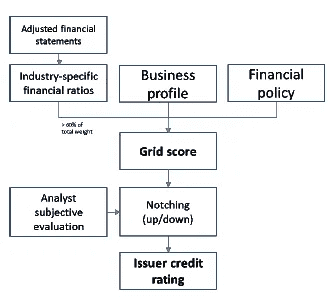 Adjusted financial
statements
Industry-specific
financial ratios
Business
profile
Financial
policy
> 60% of
total weight
Grid score
Analyst
subjective
evaluation
Notching
(up/down)
Issuer credit
rating